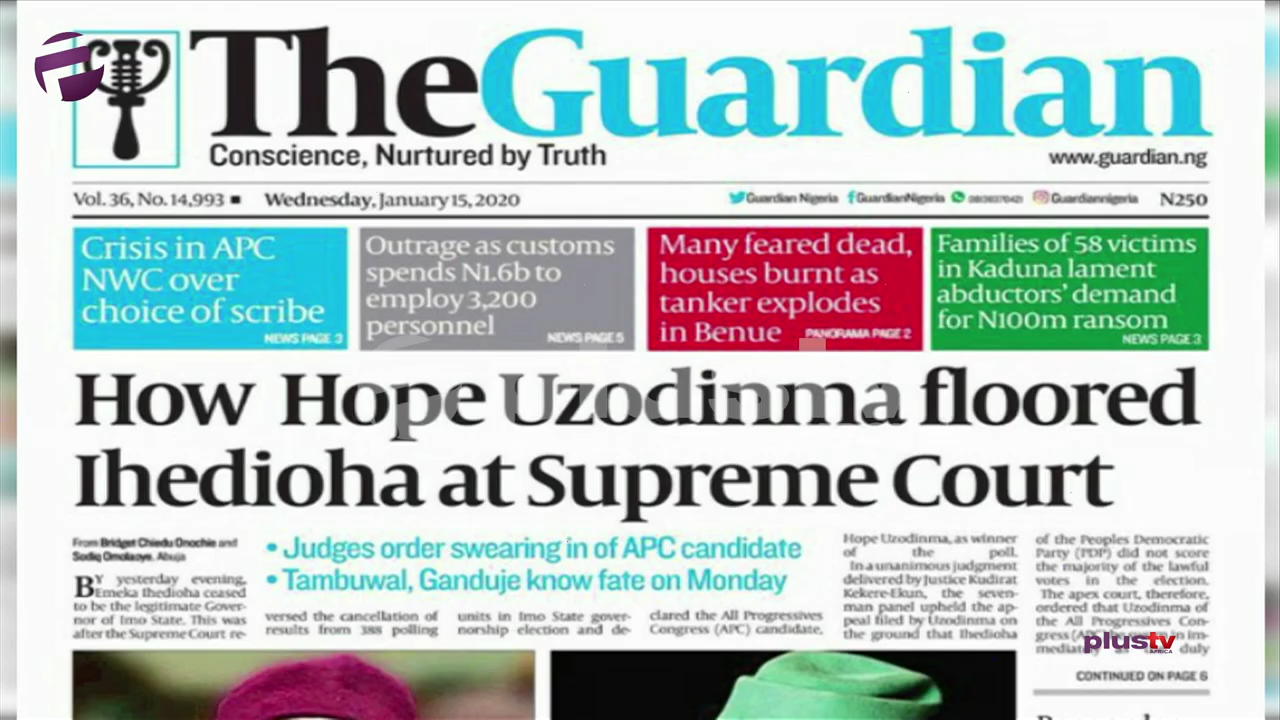 TheGuardian
Conscience, Nurtured by Truth
www.guardian.ng
Vol. 36, No. 14,993 ■ Wednesday, January 15, 2020
Guardian Nigeria GuardianNigeria Guardiannigeria N250
Crisis in APC
NWC over
choice of scribe
NEWS PAGE 3
Outrage as customs
spends N1.6b to
employ 3,200
personnel
NEWS PAGE 5
Many feared dead,
houses burnt as
tanker explodes
in Benue PANORAMA PAGE 2
Families of 58 victims
in Kaduna lament
abductors' demand
for N100m ransom
NEWS PAGE 3
How Hope Uzodinma floored
Ihedioha at Supreme Court
From Bridget Chiedu Onochie and
Sodiq Omolaoye, Abuja
• Judges order swearing in of APC candidate
• Tambuwal, Ganduje know fate on Monday
BY yesterday evening,
Emeka Ihedioha ceased
to be the legitimate Gover-
nor of Imo State. This was
after the Supreme Court re-
versed the cancellation of
results from 388 polling
units in Imo State gover-
norship election and de-
clared the All Progressives
Congress (APC) candidate,
Hope Uzodinma, as winner
of the poll.
In a unanimous judgment
delivered by Justice Kudirat
Kekere-Ekun, the seven-
man panel upheld the ap-
peal filed by Uzodinma on
the ground that Ihedioha
of the Peoples Democratic
Party (PDP) did not score
the majority of the lawful
votes in the election.
The apex court, therefore,
ordered that Uzodinma of
the All Progressives Con-
gress in im-
mediately duly
CONTINUED ON PAGE 6
plustv
AFRICA